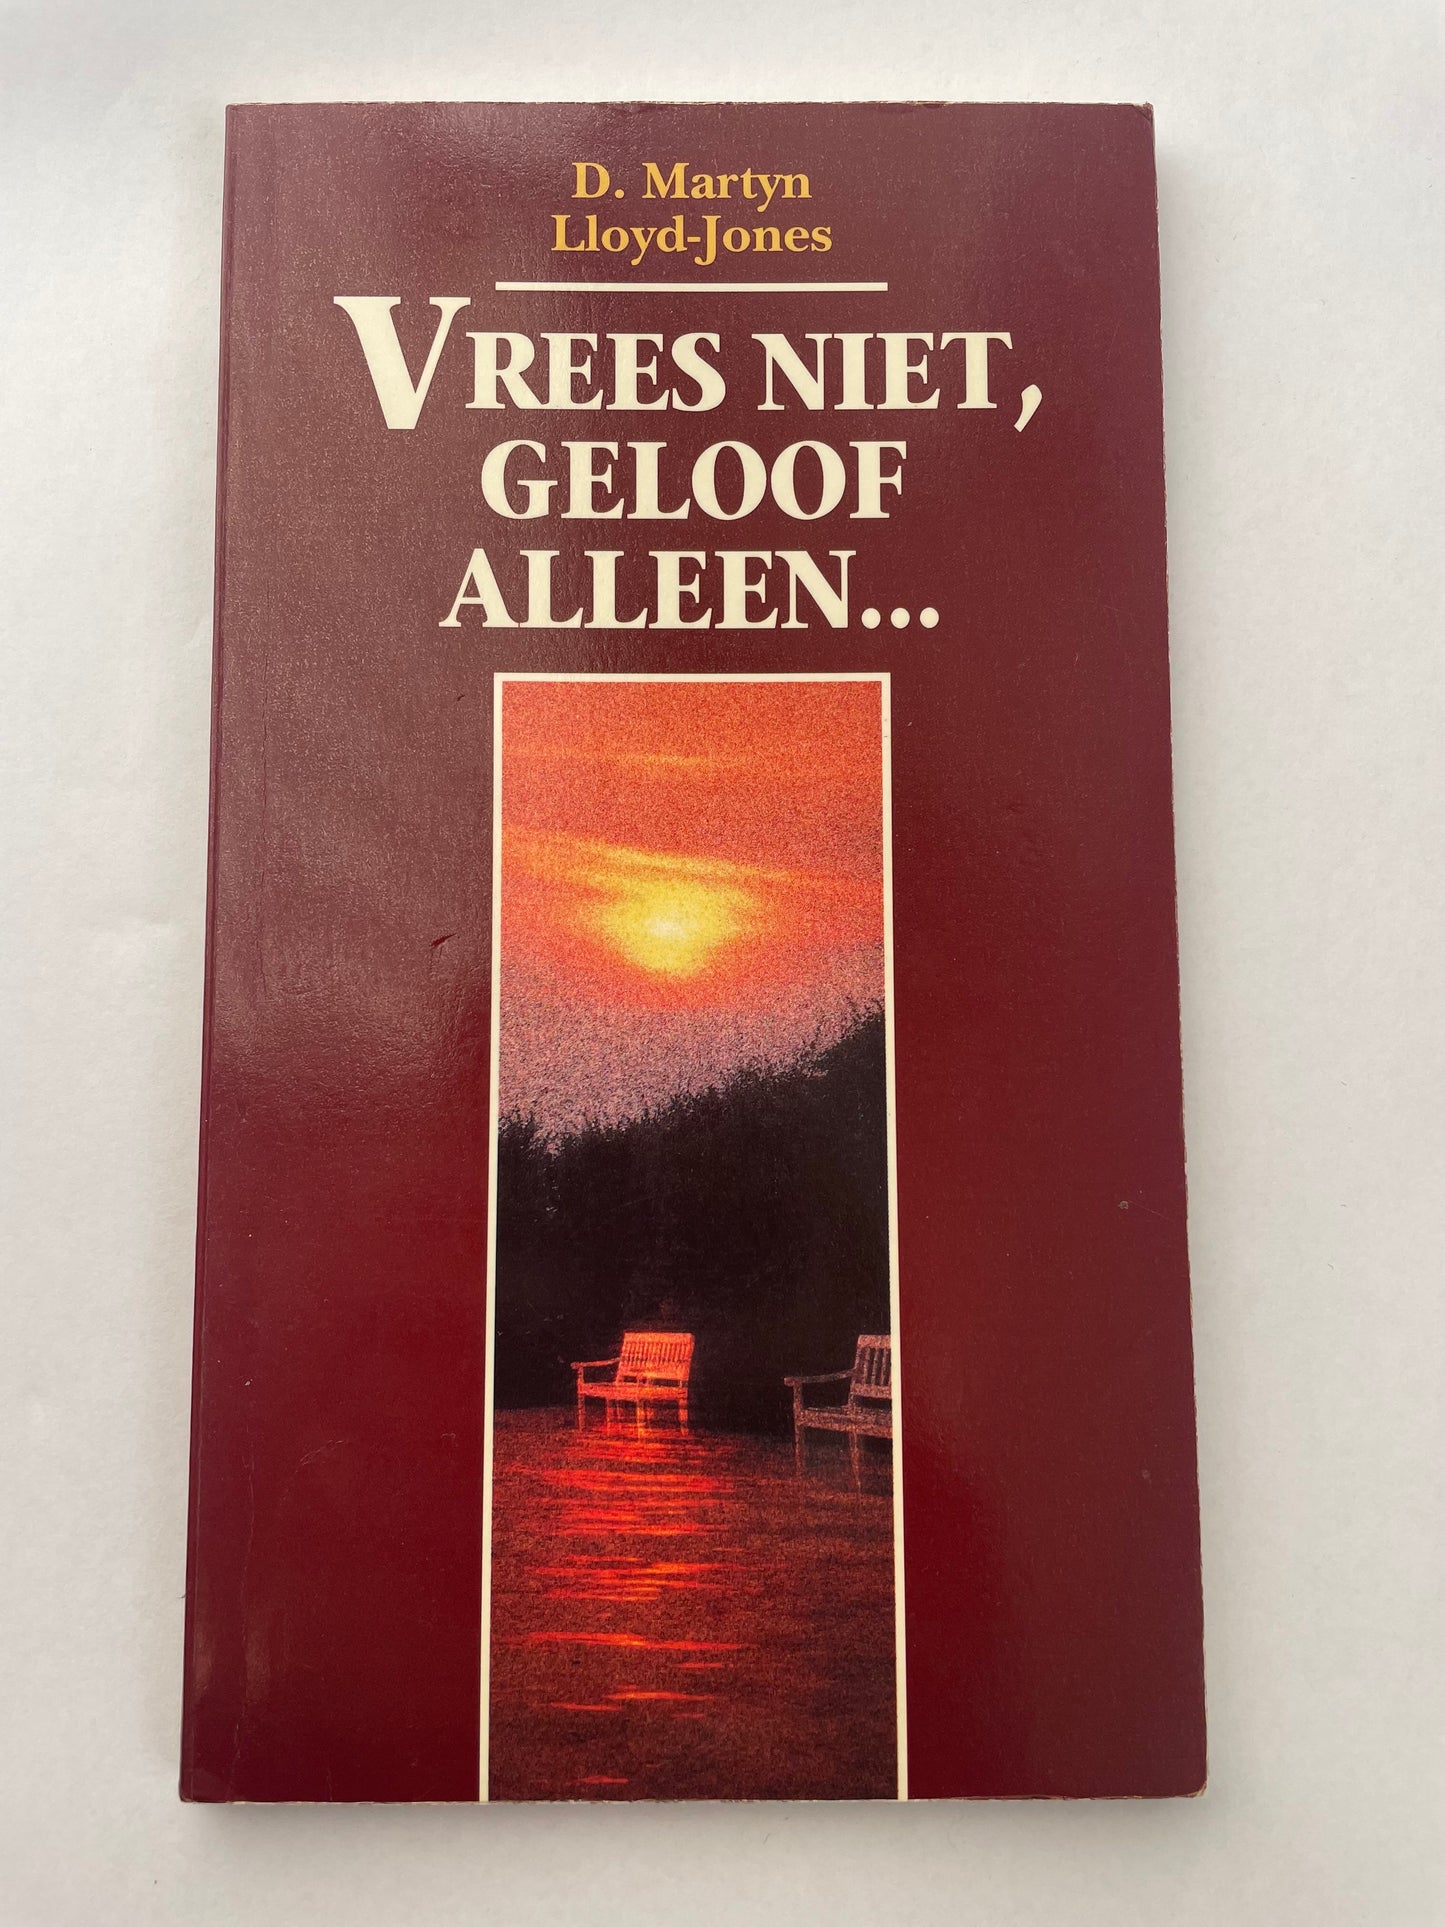 D. Martyn
Lloyd-Jones
VREES NIET,
GELOOF
ALLEEN...